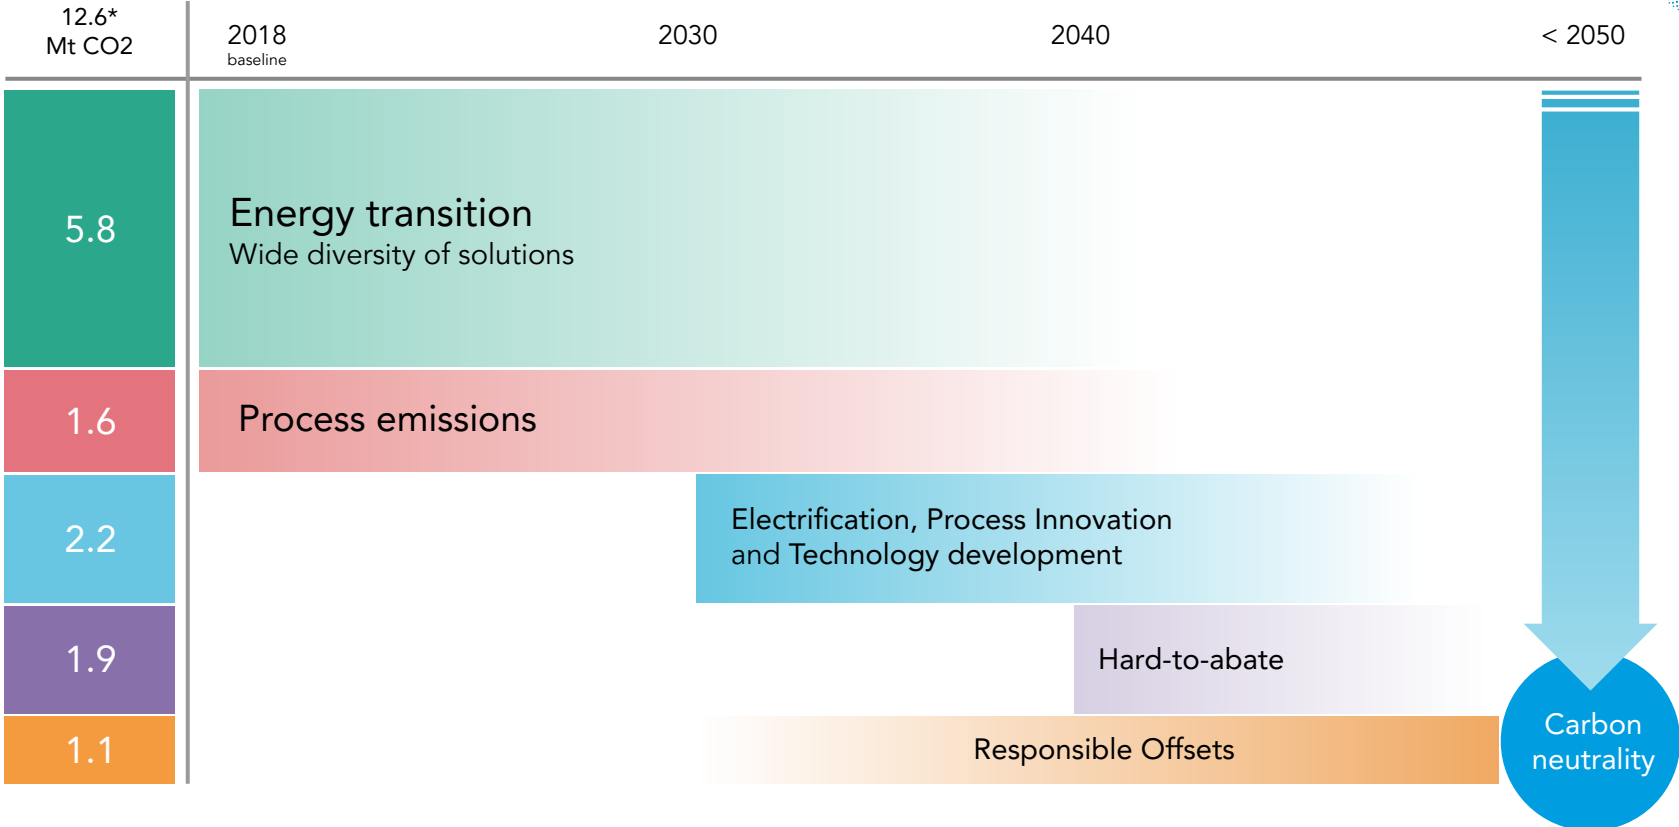 12.6*
Mt CO2
2018
baseline
2030
2040
< 2050
5.8
Energy transition
Wide diversity of solutions
1.6
Process emissions
2.2
Electrification, Process Innovation
and Technology development
1.9
Hard-to-abate
1.1
Responsible Offsets
Carbon
neutrality